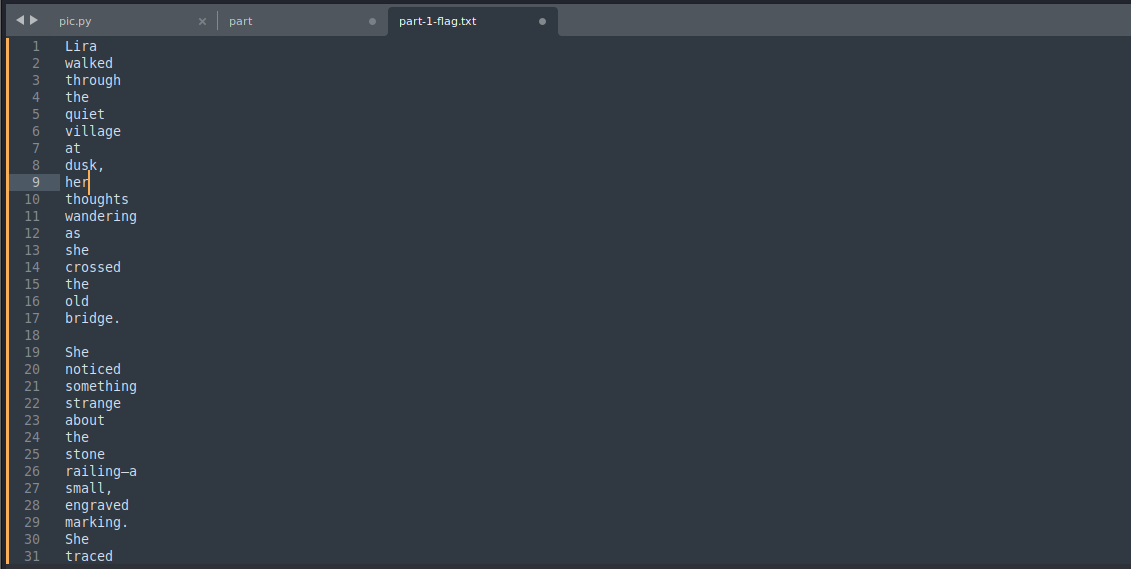 pic.py
part
part-1-flag.txt
1 Lira
2 walked
3 through
4 the
5 quiet
6 village
7 at
8 dusk,
9 her
10 thoughts
11 wandering
12 as
13 she
14 crossed
15 the
16 old
17 bridge.
18
19 She
20 noticed
21 something
22 strange
23 about
24 the
25 stone
26 railing—a
27 small,
28 engraved
29 marking.
30 She
31 traced